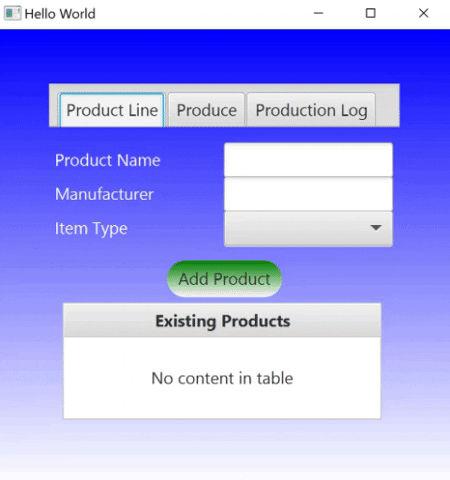 Hello World
Product Line Produce Production Log
Product Name
Manufacturer
Item Type
Add Product
Existing Products
No content in table